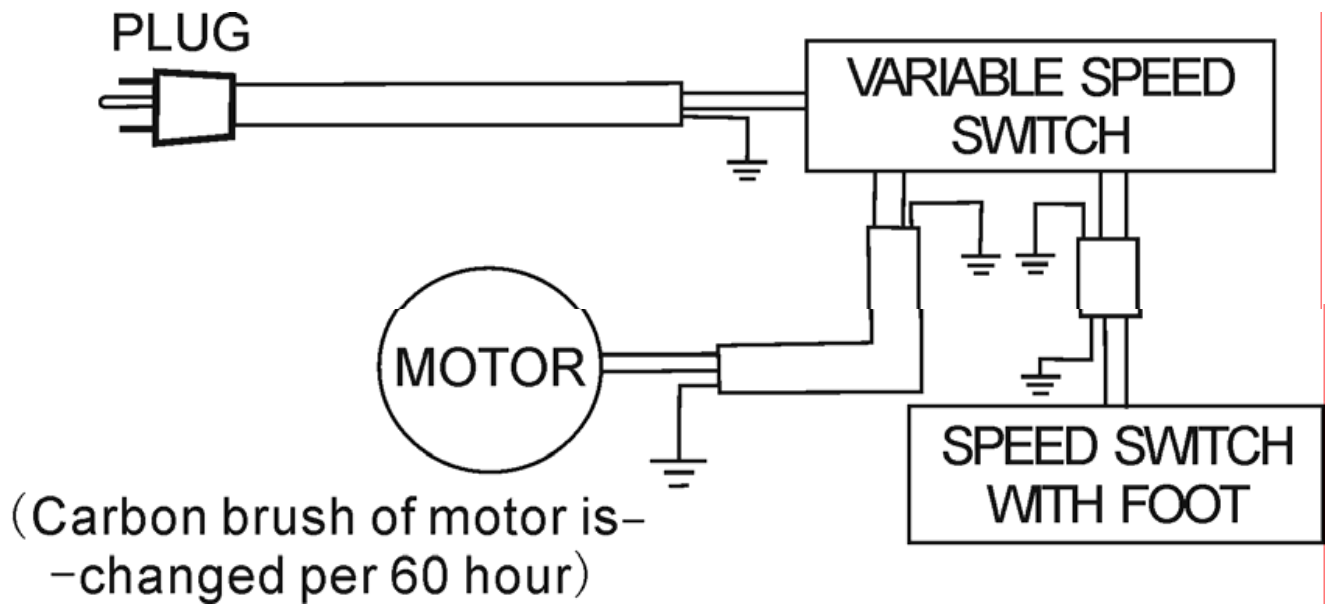 PLUG
VARIABLE SPEED
SWITCH
MOTOR
SPEED SWITCH
WITH FOOT
（Carbon brush of motor is-
-changed per 60 hour）